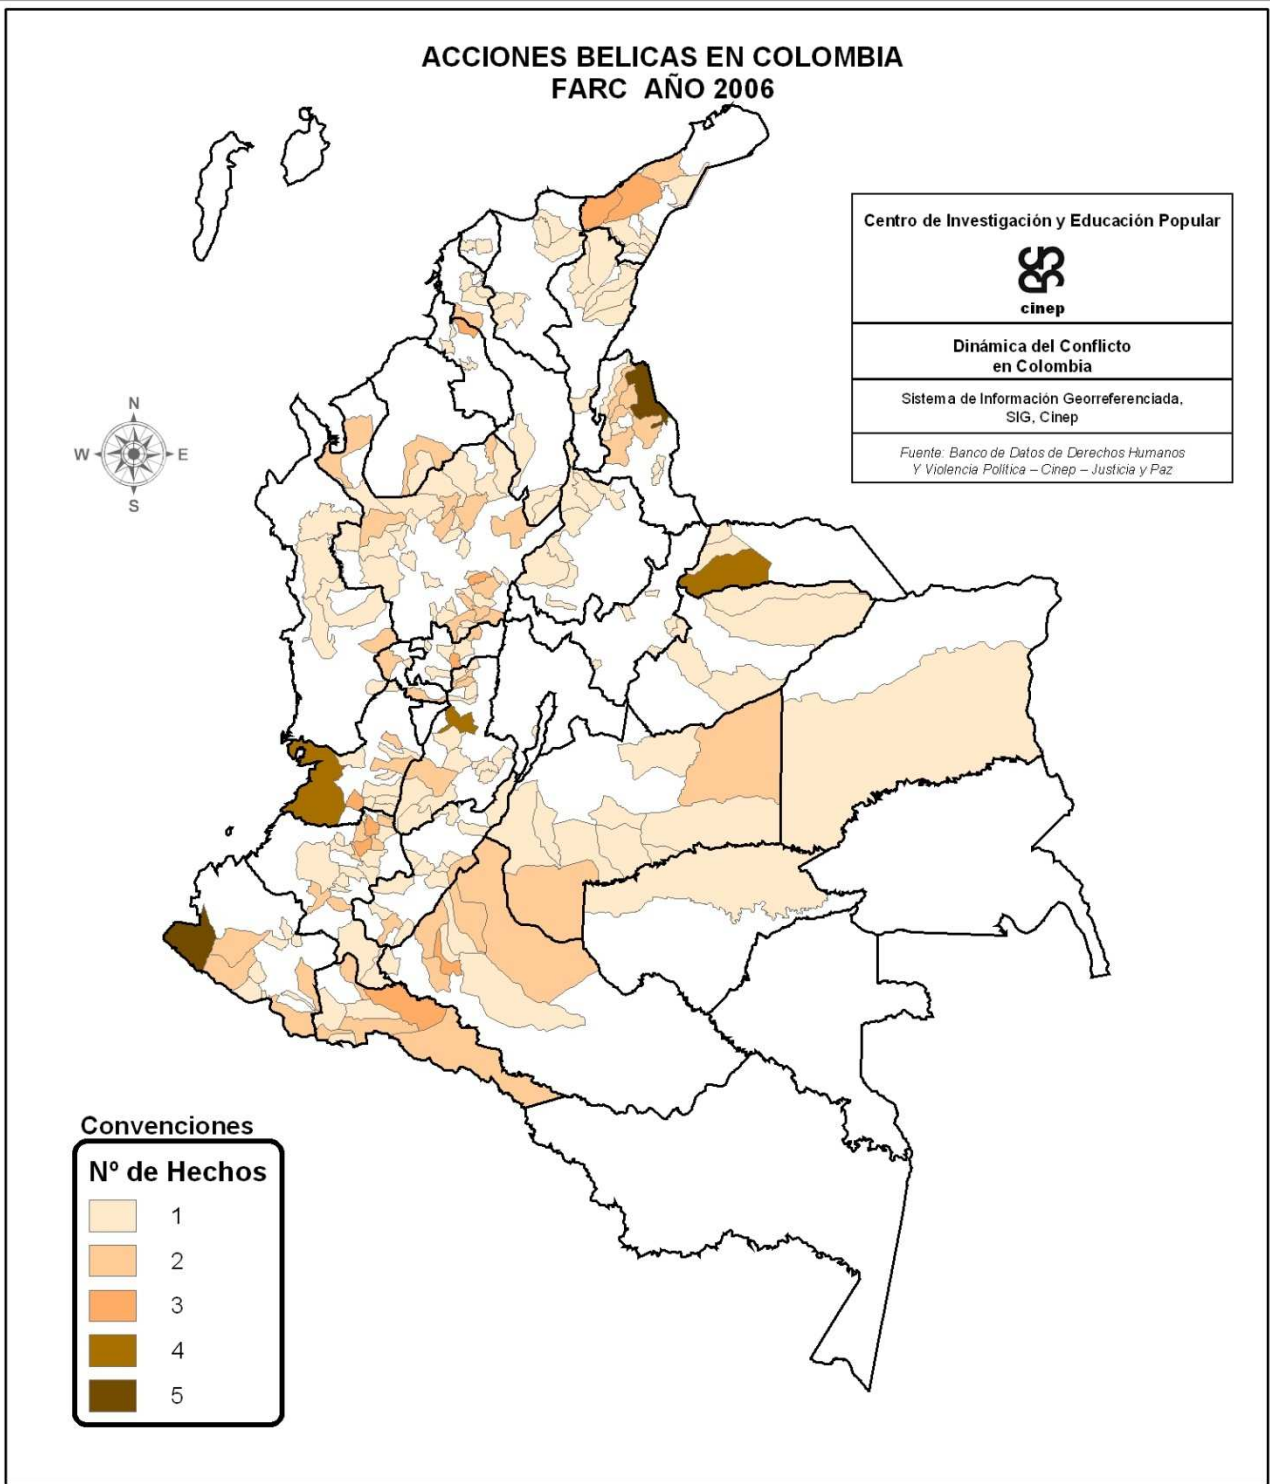 ACCIONES BELICAS EN COLOMBIA
FARC AÑO 2006
Centro de Investigación y Educación Popular
cinep
Dinámica del Conflicto
en Colombia
Sistema de Información Georreferenciada,
SIG, Cinep
Fuente: Banco de Datos de Derechos Humanos
Y Violencia Política – Cinep – Justicia y Paz
N
W E
S
Convenciones
Nº de Hechos
1
2
3
4
5